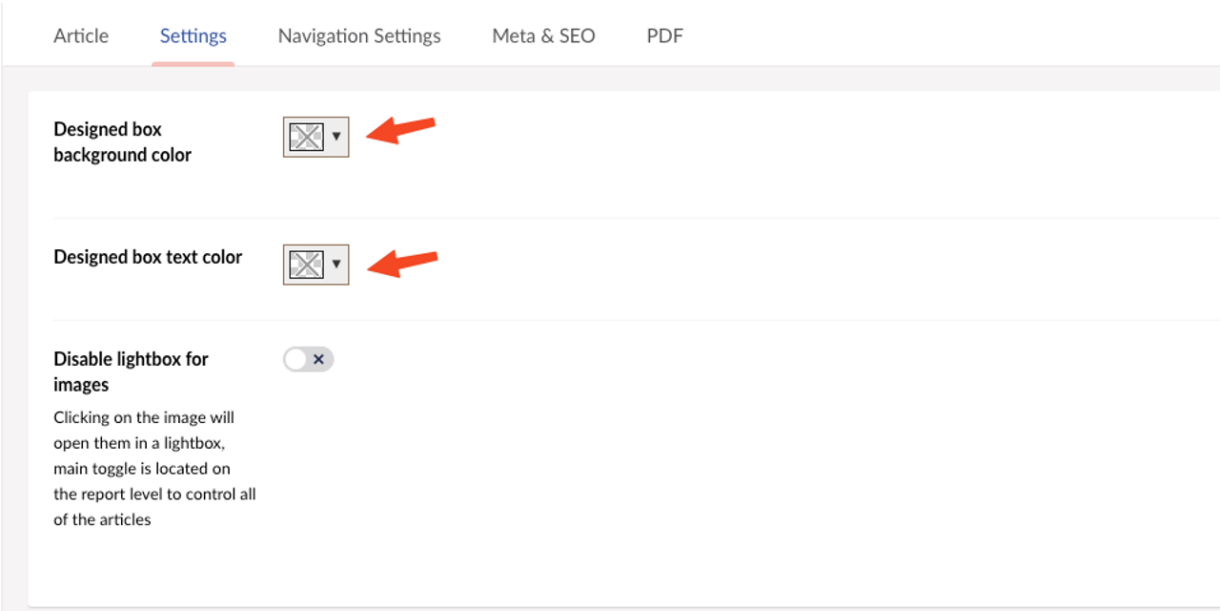 Article Settings Navigation Settings Meta & SEO PDF
Designed box
background color
Designed box text color
Disable lightbox for
images
Clicking on the image will
open them in a lightbox,
main toggle is located on
the report level to control all
of the articles